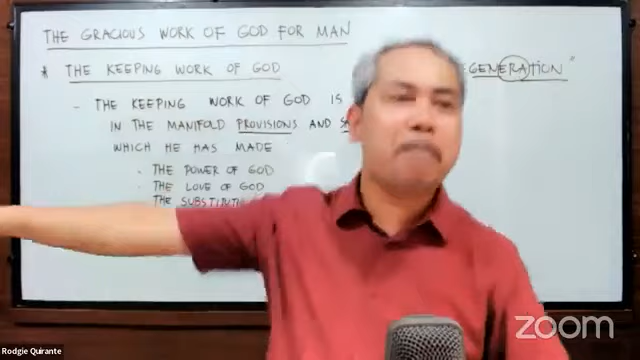 THE GRACIOUS WORK OF GOD FOR MAN
* THE KEEPING WORK OF GOD
GENERATION"
- THE KEEPING WORK OF GOD IS
IN THE MANIFOLD PROVISIONS AND
WHICH HE HAS MADE
- THE POWER OF GOD
- THE LOVE OF GOD
THE
zoom
Rodgie Quirante